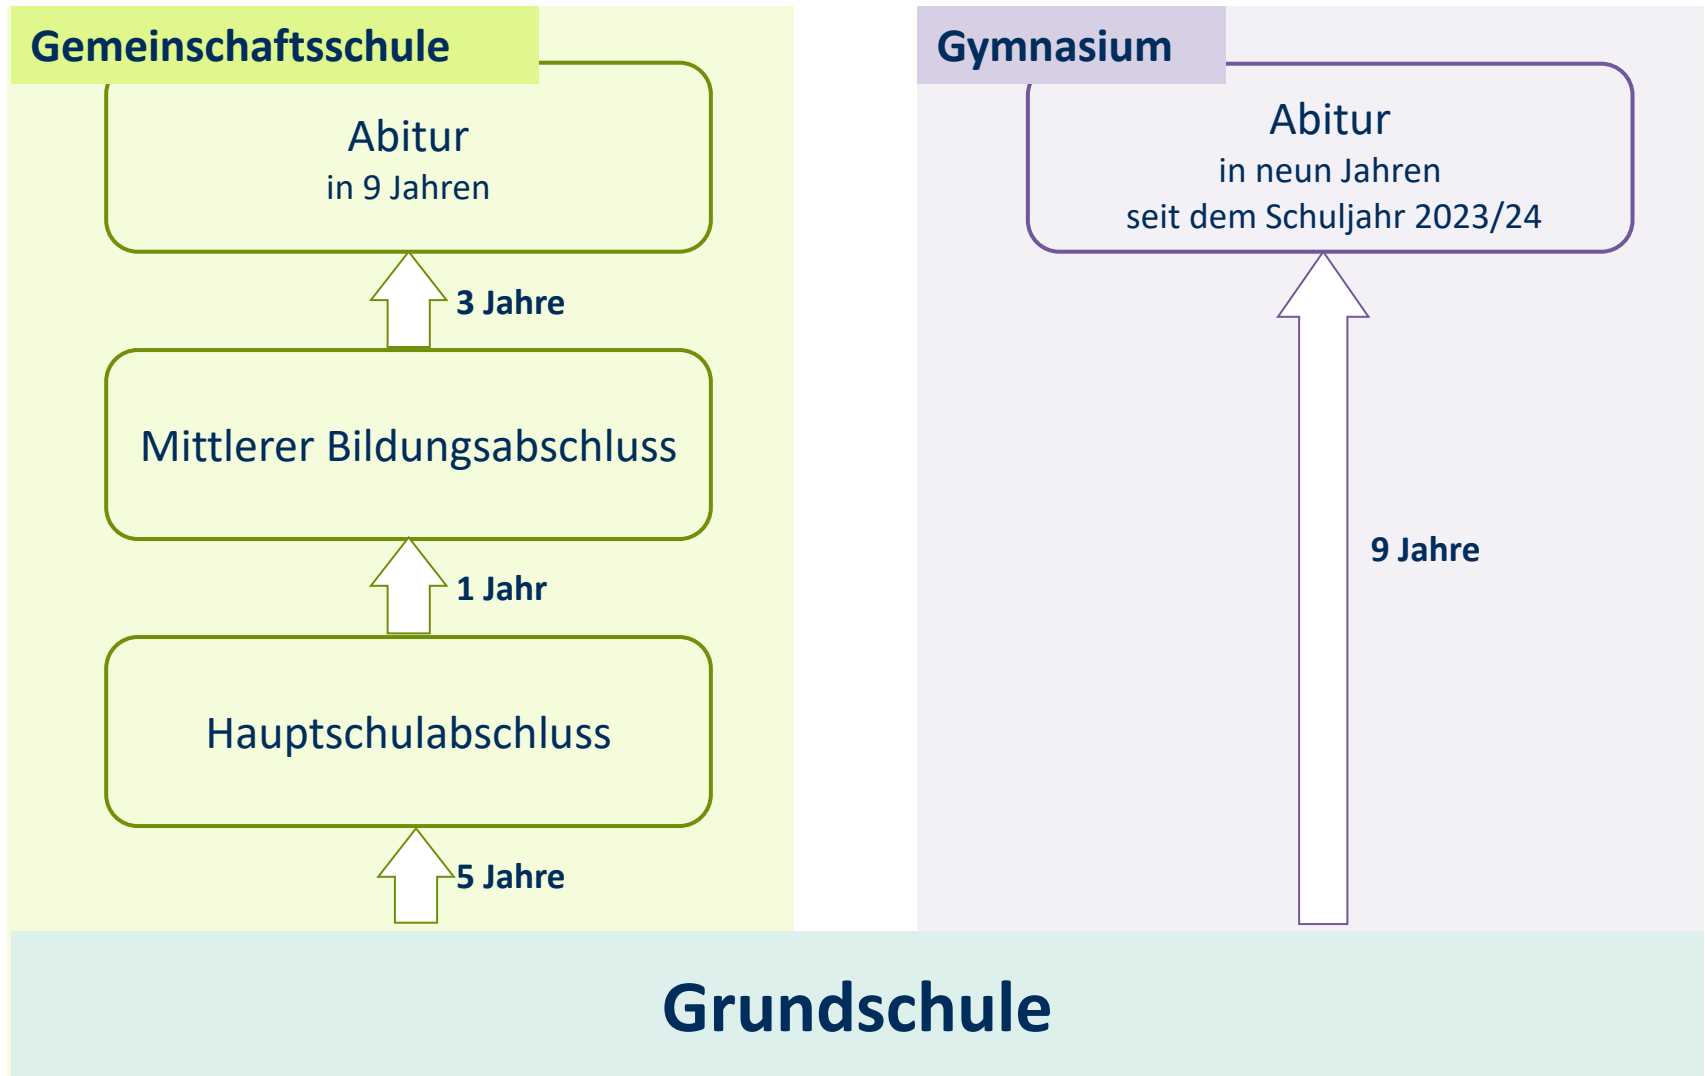 Gemeinschaftsschule
Abitur
in 9 Jahren
3 Jahre
Mittlerer Bildungsabschluss
1 Jahr
Hauptschulabschluss
5 Jahre
Gymnasium
Abitur
in neun Jahren
seit dem Schuljahr 2023/24
9 Jahre
Grundschule